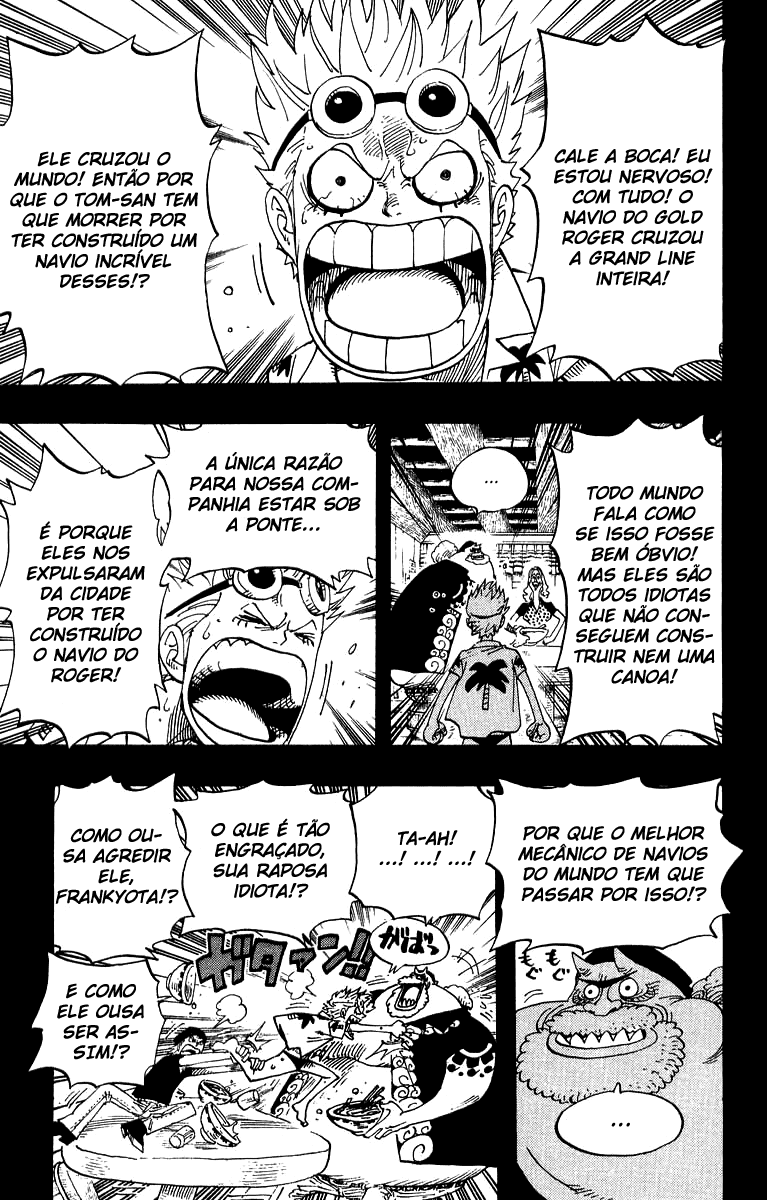 CALE A BOCA! EU
ESTOU NERVOSO!
COM TUDO! O
NAVIO DO GOLD
ROGER CRUZOU
A GRAND LINE
INTEIRA!
ELE CRUZOU O
MUNDO! ENTÃO POR
QUE O TOM-SAN TEM
QUE MORRER POR
TER CONSTRUÍDO UM
NAVIO INCRÍVEL
DESSES!?
TODO MUNDO
FALA COMO
SE ISSO FOSSE
BEM ÓBVIO!
MAS ELES SÃO
TODOS IDIOTAS
QUE NÃO CON-
SEGUEM CONS-
TRUIR NEM UMA
CANOA!
...
A ÚNICA RAZÃO
PARA NOSSA COM-
PANHIA ESTAR SOB
A PONTE...
É PORQUE
ELES NOS
EXPULSARAM
DA CIDADE
POR TER
CONSTRUÍDO
O NAVIO DO
ROGER!
POR QUE O MELHOR
MECÂNICO DE NAVIOS
DO MUNDO TEM QUE
PASSAR POR ISSO!?
もぐ
もぐ
...
TA-AH!
...! ...! ...!
がばっ
O QUE É TÃO
ENGRAÇADO,
SUA RAPOSA
IDIOTA!?
ガタァン!!
COMO OU-
SA AGREDIR
ELE,
FRANKYOTA!?
E COMO
ELE OUSA
SER AS-
SIM!?